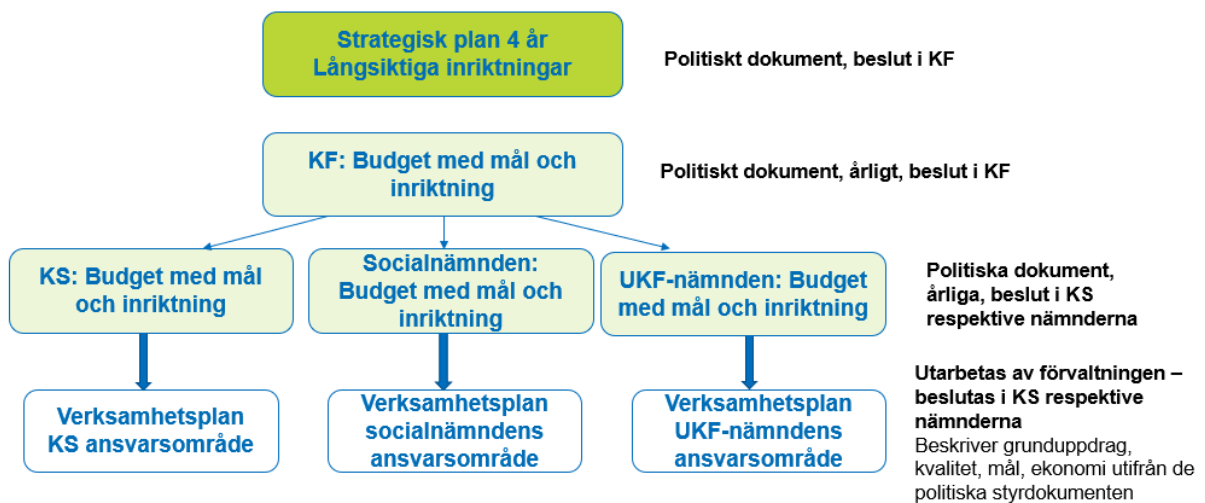 Strategisk plan 4 år
Långsiktiga inriktningar
Politiskt dokument, beslut i KF
KF: Budget med mål och
inriktning
Politiskt dokument, årligt, beslut i KF
KS: Budget med mål
och inriktning
Socialnämnden:
Budget med mål och
inriktning
UKF-nämnden: Budget
med mål och inriktning
Politiska dokument,
årliga, beslut i KS
respektive nämnderna
Verksamhetsplan
KS ansvarsområde
Verksamhetsplan
socialnämndens
ansvarsområde
Verksamhetsplan
UKF-nämndens
ansvarsområde
Utarbetas av förvaltningen –
beslutas i KS respektive
nämnderna
Beskriver grunduppdrag,
kvalitet, mål, ekonomi utifrån de
politiska styrdokumenten